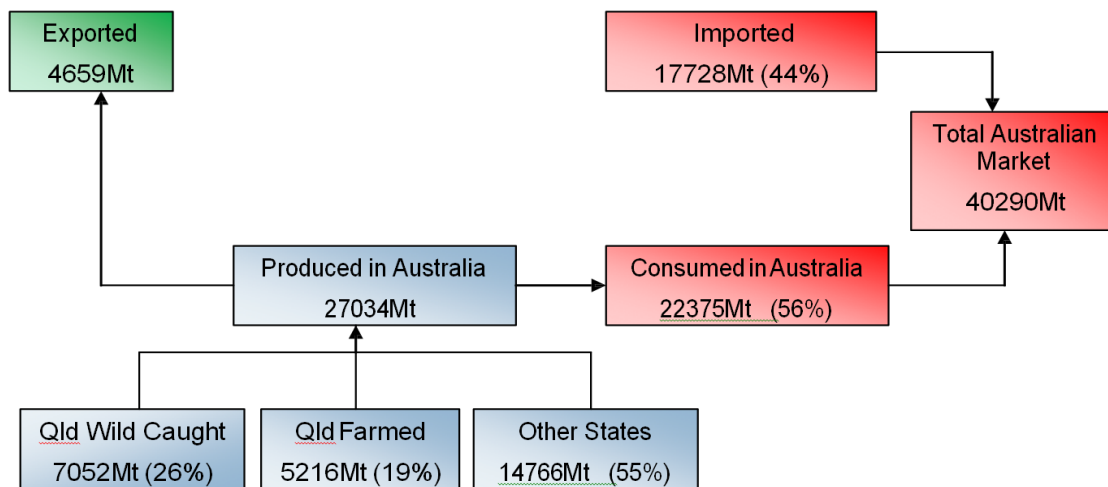 Exported
4659Mt
Imported
17728Mt (44%)
Total Australian
Market
40290Mt
Produced in Australia
27034Mt
Consumed in Australia
22375Mt (56%)
Qld Wild Caught
7052Mt (26%)
Qld Farmed
5216Mt (19%)
Other States
14766Mt (55%)